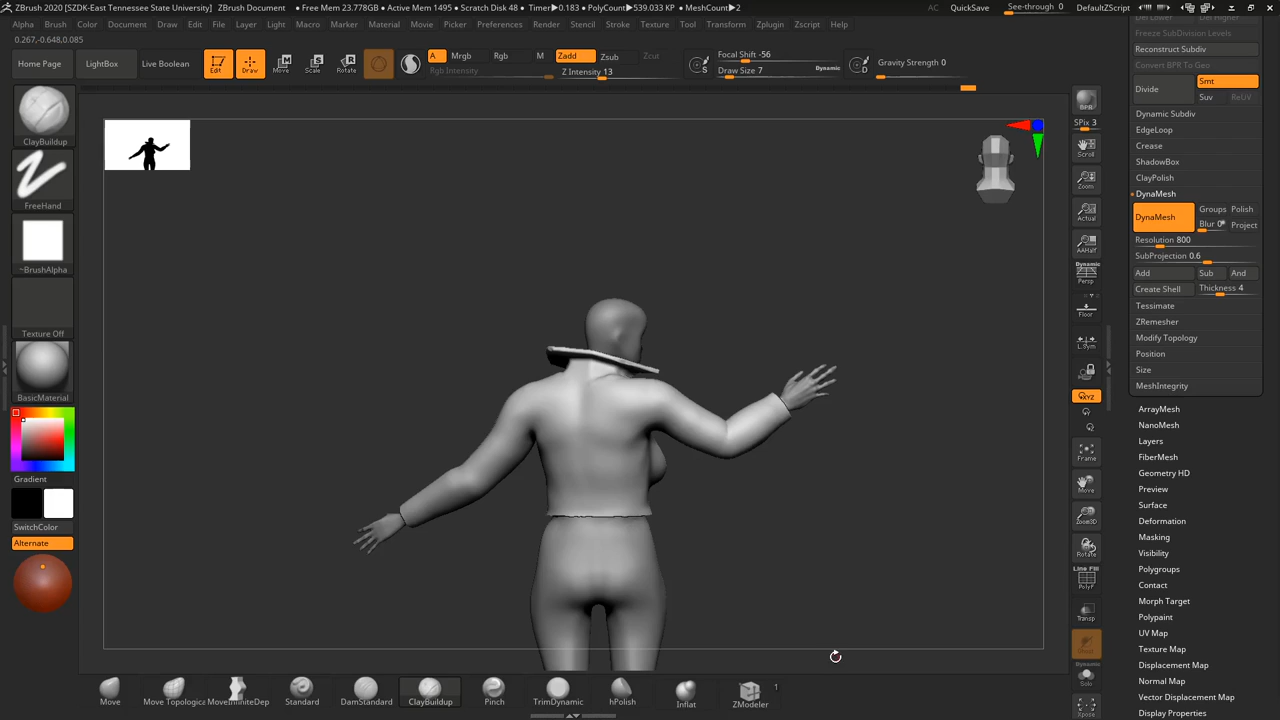 ZBrush 2020 [SZDK-East Tennessee State University] ZBrush Document • Free Mem 23.778GB • Active Mem 1495 • Scratch Disk 48 • Timer▶0.183 • PolyCount▶539.033 KP • MeshCount▶2 AC QuickSave See-through 0 Menus DefaultZScript
Alpha Brush Color Document Draw Edit File Layer Light Macro Marker Material Movie Picker Preferences Render Stencil Stroke Texture Tool Transform Zplugin Zscript Help
0.267,-0.648,0.085
Home Page LightBox Live Boolean Edit Draw Move Scale Rotate A Mrgb Rgb M Zadd Zsub Zcut Focal Shift -56 Gravity Strength 0
Rgb Intensity Z Intensity 13 Draw Size 7 Dynamic S D
ClayBuildup
FreeHand
~BrushAlpha
Texture Off
BasicMaterial
Gradient
SwitchColor
Alternate
BPR
SPix 3
Scroll
Zoom
Actual
AAHalf
Dynamic
Persp
Floor
L.Sym
XYZ
Frame
Move
Zoom3D
Rotate
Line Fill
PolyF
Transp
Dynamic
Solo
Xpose
Del Lower Del Higher
Freeze SubDivision Levels
Reconstruct Subdiv
Convert BPR To Geo
Divide Smt
Suv ReUV
Dynamic Subdiv
EdgeLoop
Crease
ShadowBox
ClayPolish
DynaMesh
DynaMesh Groups Polish
Blur 0 Project
Resolution 800
SubProjection 0.6
Add Sub And
Create Shell Thickness 4
Tessimate
ZRemesher
Modify Topology
Position
Size
MeshIntegrity
ArrayMesh
NanoMesh
Layers
FiberMesh
Geometry HD
Preview
Surface
Deformation
Masking
Visibility
Polygroups
Contact
Morph Target
Polypaint
UV Map
Texture Map
Displacement Map
Normal Map
Vector Displacement Map
Display Properties
Move Move Topologic MoveInfiniteDep Standard DamStandard ClayBuildup Pinch TrimDynamic hPolish Inflat ZModeler 1